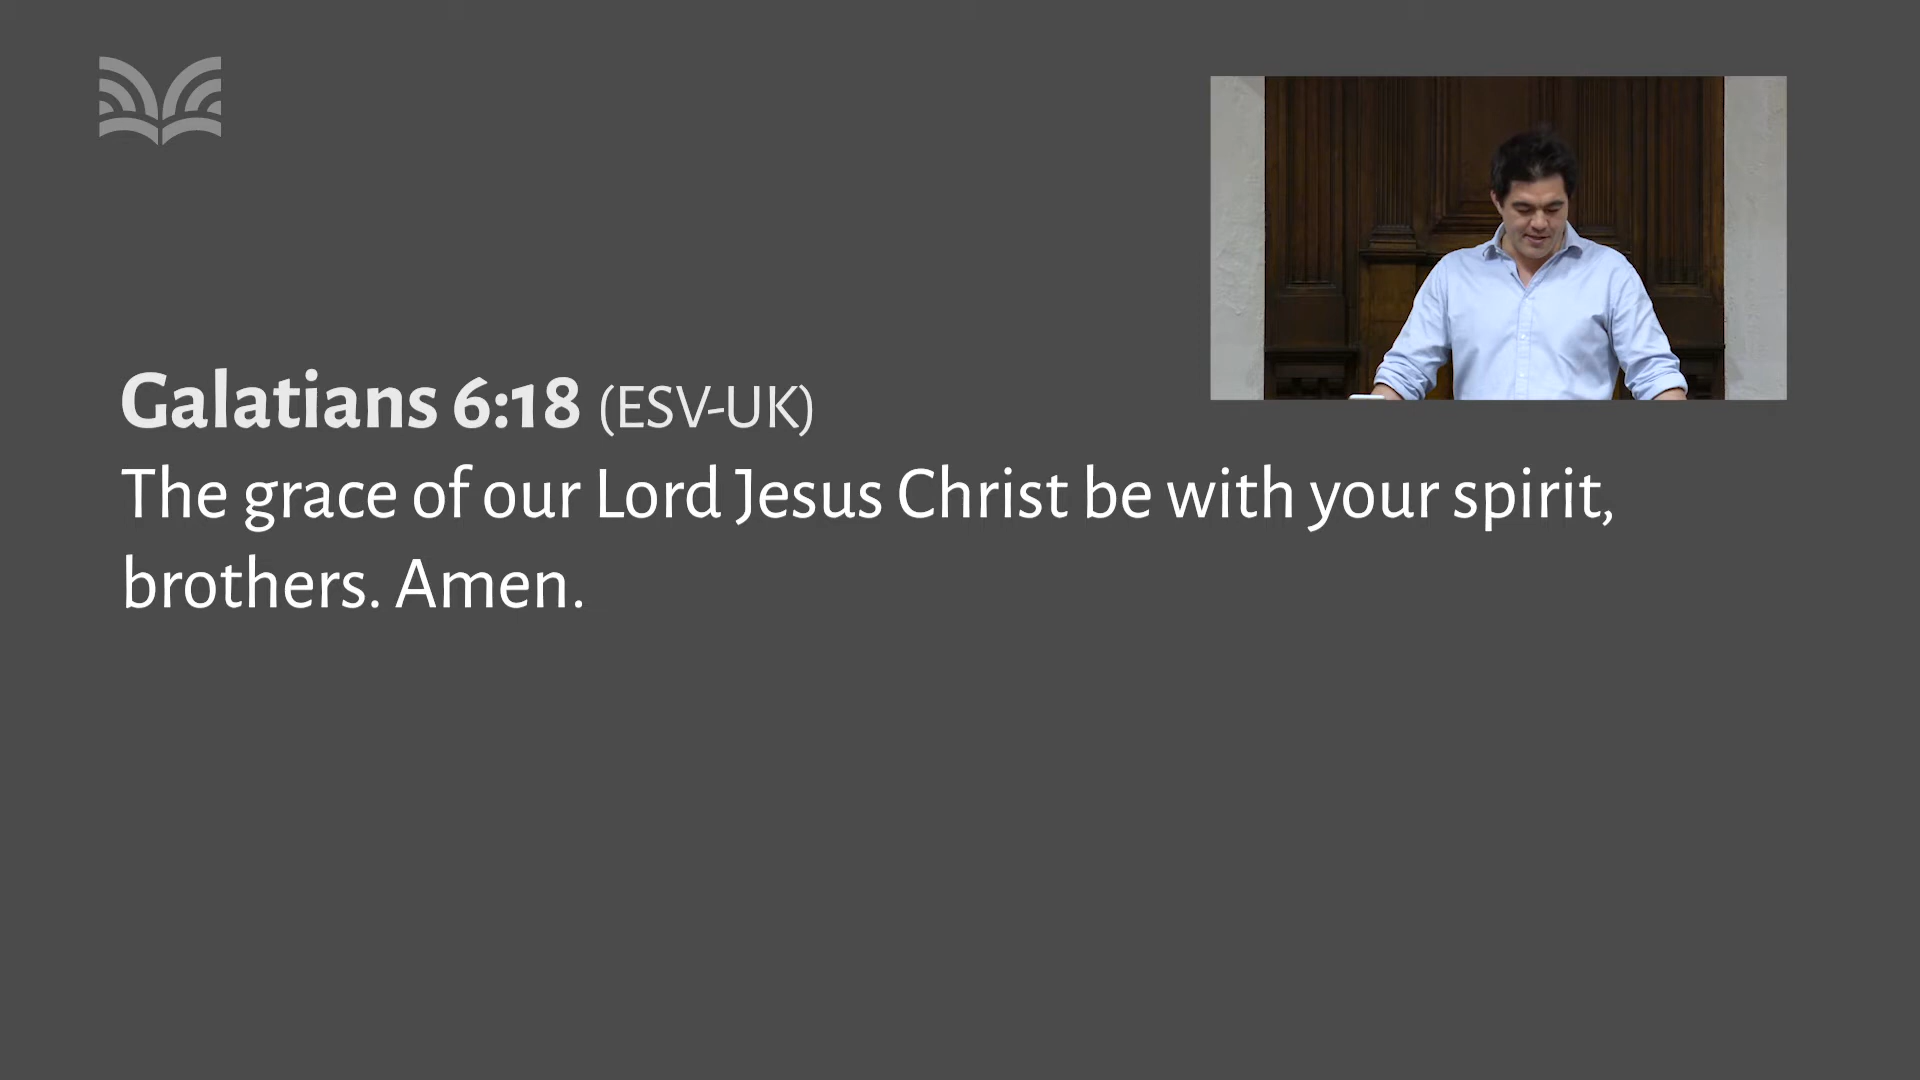 Galatians 6:18 (ESV-UK)
The grace of our Lord Jesus Christ be with your spirit,
brothers. Amen.